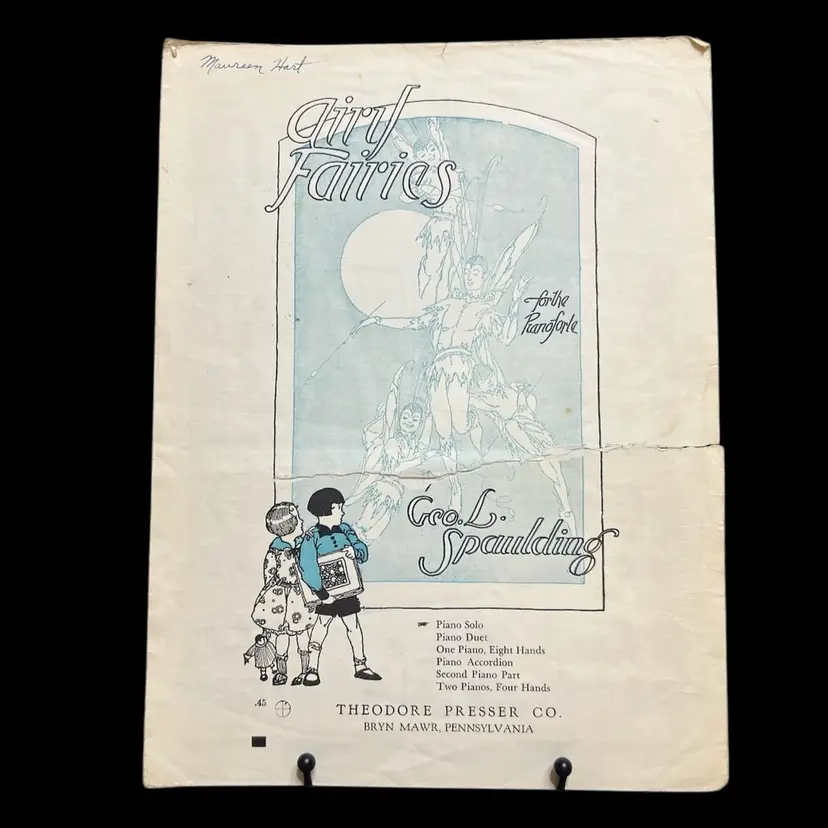 Maureen Hart
Airy
Fairies
for the
Pianoforte
Geo. L.
Spaulding
Piano Solo
Piano Duet
One Piano, Eight Hands
Piano Accordion
Second Piano Part
Two Pianos, Four Hands
.45
THEODORE PRESSER CO.
BRYN MAWR, PENNSYLVANIA